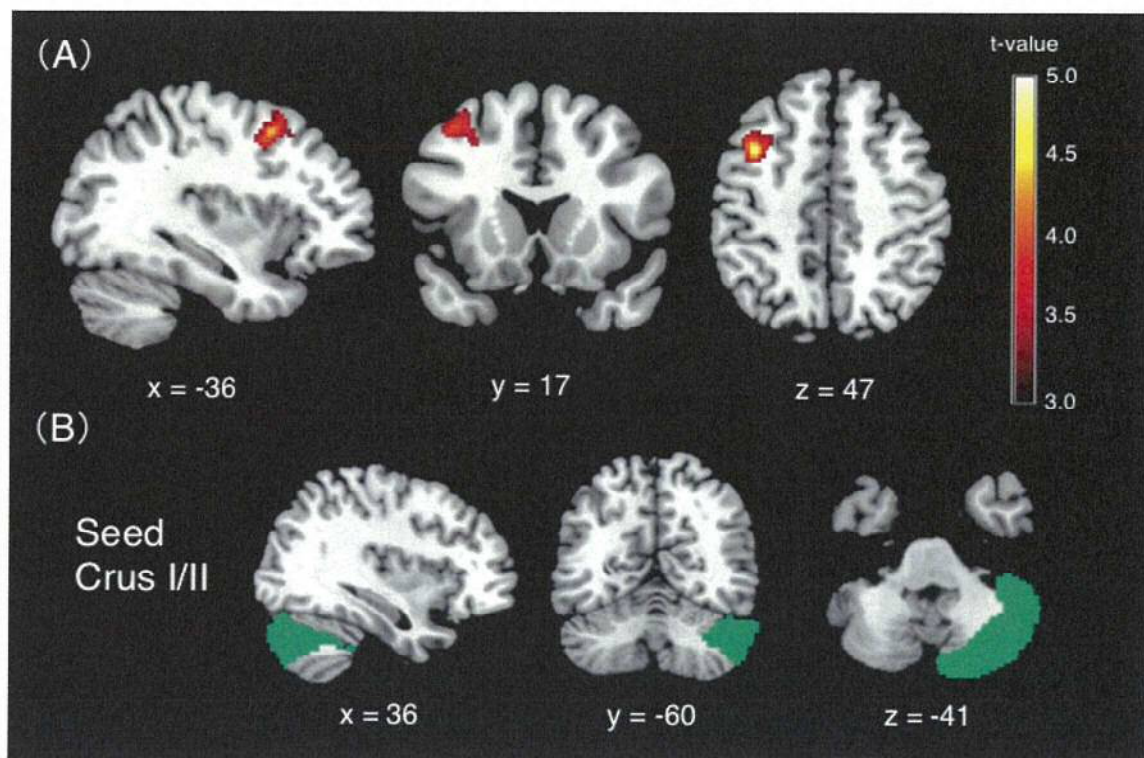 (A)
t-value
5.0
4.5
4.0
3.5
3.0
x = -36
y = 17
z = 47
(B)
Seed
Crus I/II
x = 36
y = -60
z = -41